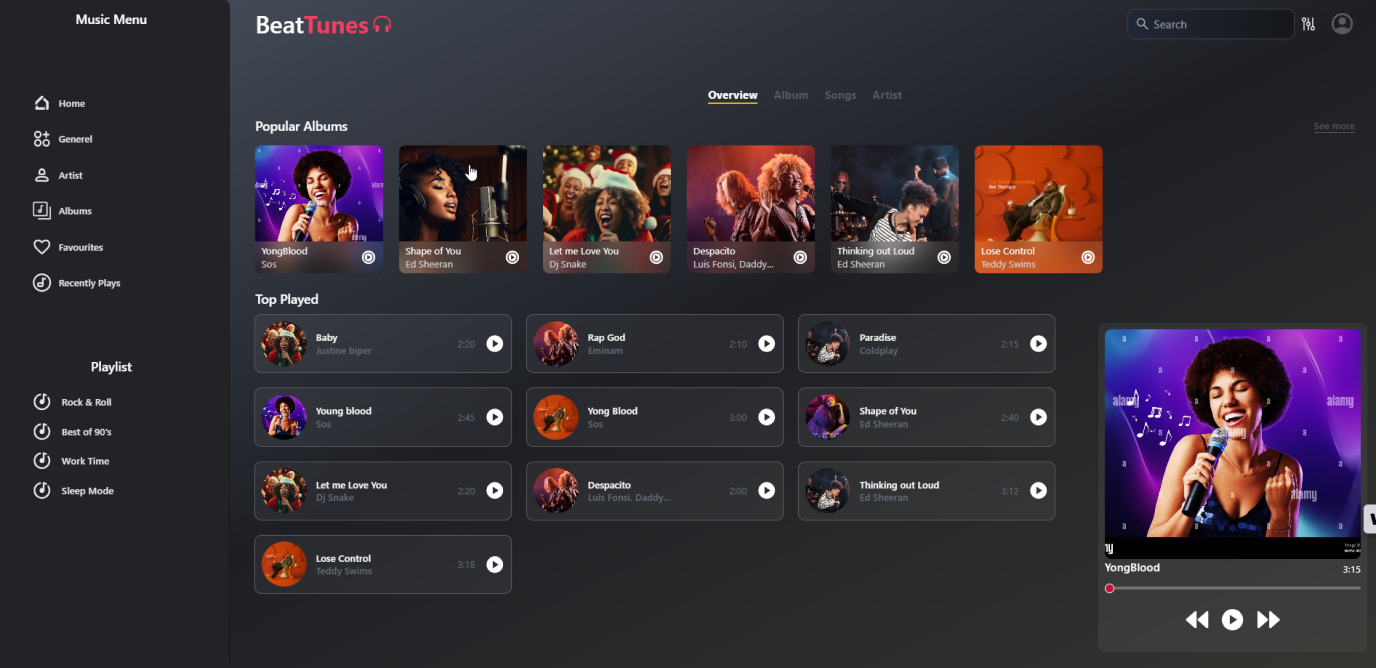 Music Menu
Home
Generel
Artist
Albums
Favourites
Recently Plays
Playlist
Rock & Roll
Best of 90's
Work Time
Sleep Mode
BeatTunes
Search
Overview Album Songs Artist
Popular Albums
See more
YongBlood
Sos
Shape of You
Ed Sheeran
Let me Love You
Dj Snake
Despacito
Luis Fonsi, Daddy...
Thinking out Loud
Ed Sheeran
Lose Control
Teddy Swims
Top Played
Baby
Justine biper
2:20
Rap God
Eminam
2:10
Paradise
Coldplay
2:15
Young blood
Sos
2:45
Yong Blood
Sos
3:00
Shape of You
Ed Sheeran
2:40
Let me Love You
Dj Snake
2:20
Despacito
Luis Fonsi, Daddy...
2:00
Thinking out Loud
Ed Sheeran
3:12
Lose Control
Teddy Swims
3:18
alamy
alamy
alamy
alamy
YongBlood
3:15